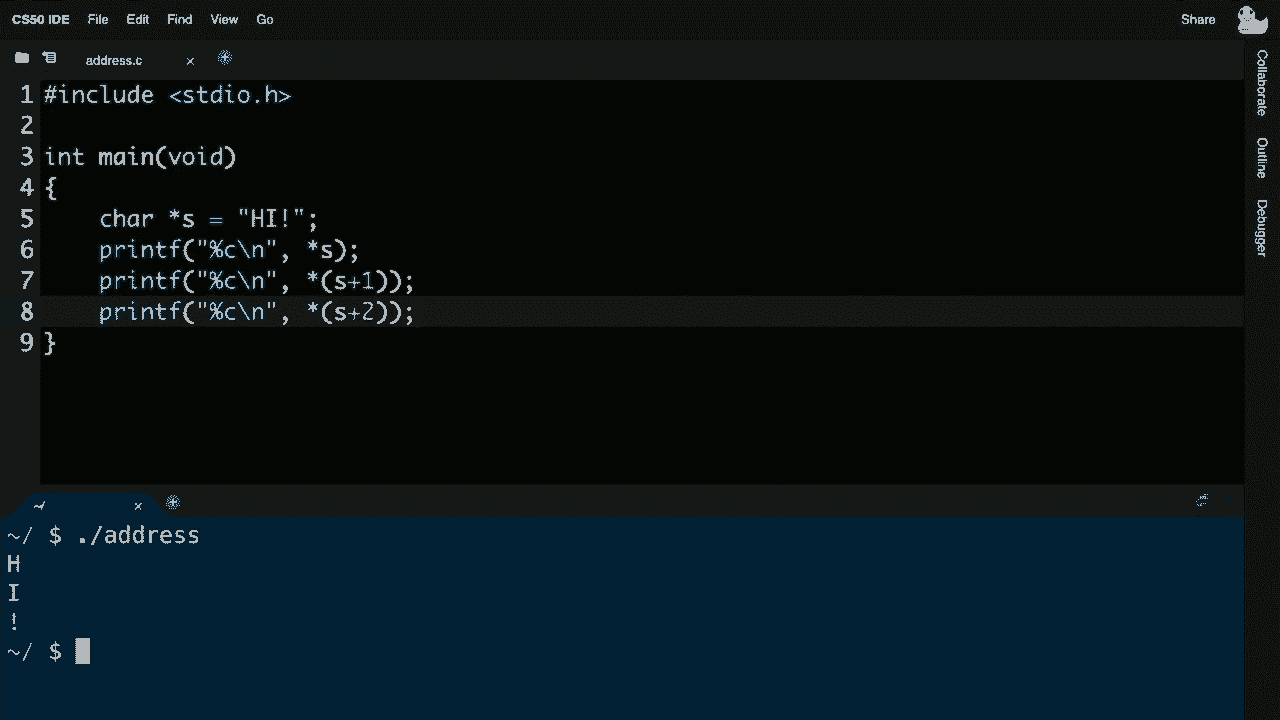 CS50 IDE File Edit Find View Go Share
address.c x
1 #include <stdio.h>
2
3 int main(void)
4 {
5     char *s = "HI!";
6     printf("%c\n", *s);
7     printf("%c\n", *(s+1));
8     printf("%c\n", *(s+2));
9 }
Collaborate
Outline
Debugger
~/ $ ./address
H
I
!
~/ $